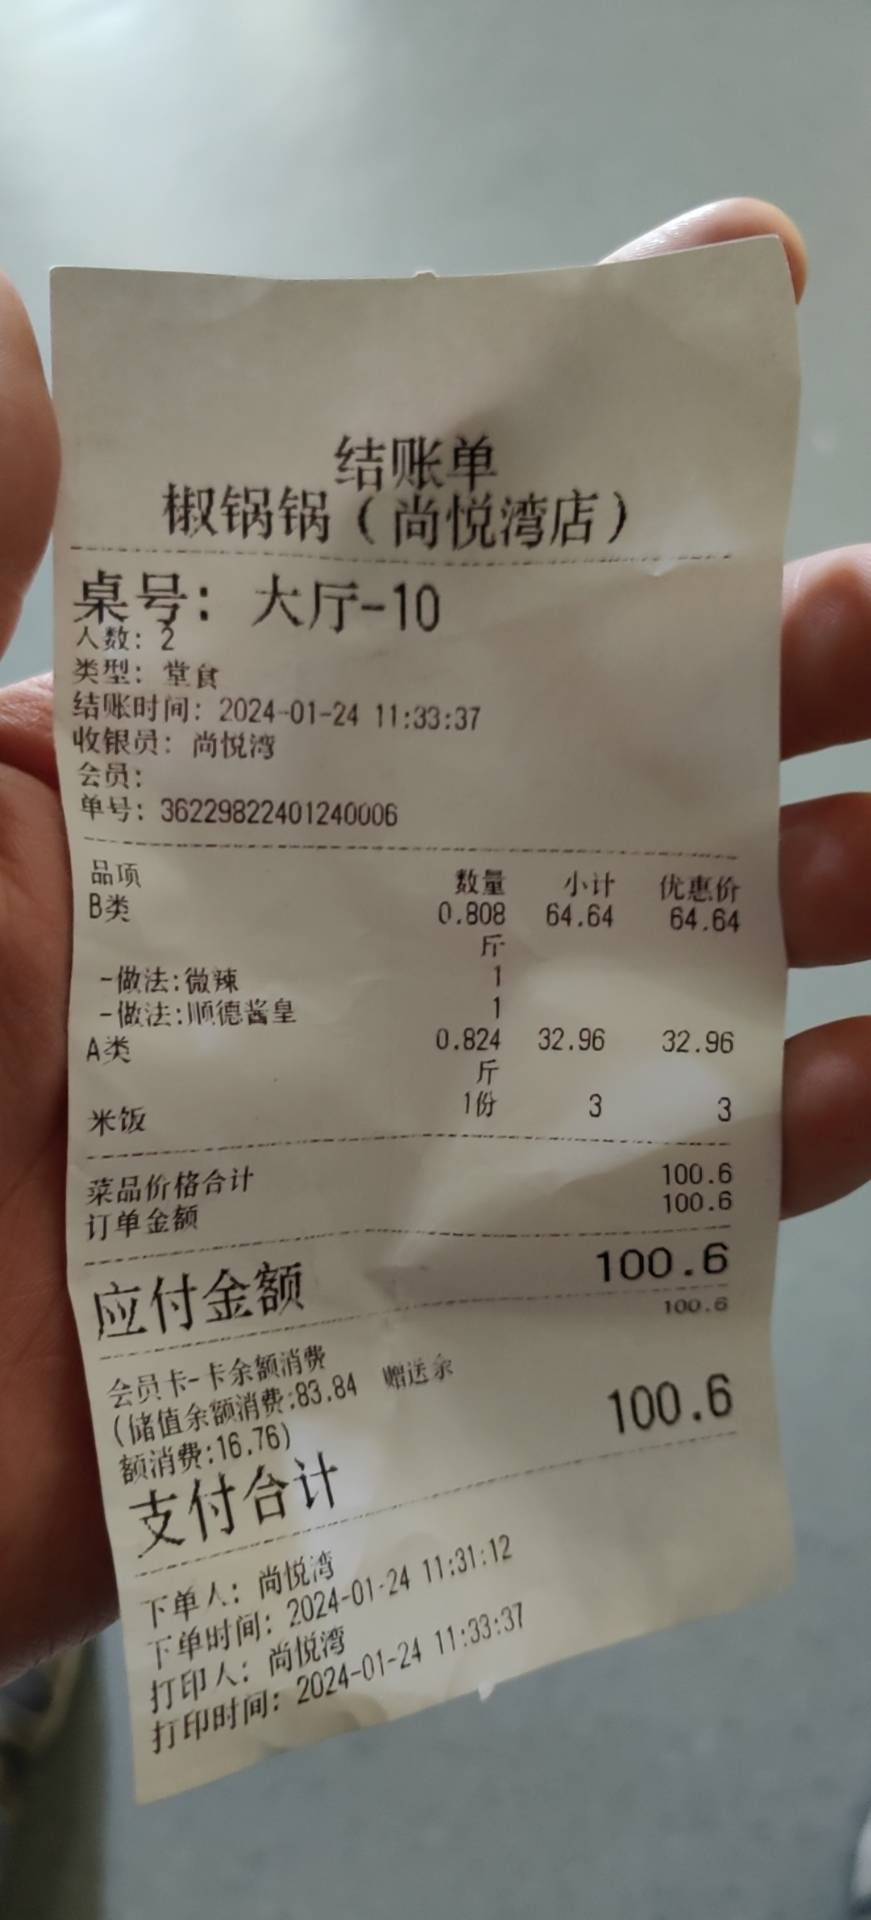 结账单
椒锅锅（尚悦湾店）
桌号：大厅-10
人数：2
类型：堂食
结账时间：2024-01-24 11:33:37
收银员：尚悦湾
会员：
单号：362298822401240006
品项 数量 小计 优惠价
B类 0.808 64.64 64.64
斤
-做法:微辣 1
-做法:顺德酱皇 1
A类 0.824 32.96 32.96
斤
米饭 1份 3 3
菜品价格合计 100.6
订单金额 100.6
应付金额 100.6
会员卡-卡余额消费 100.6
(储值余额消费:83.84 赠送余
额消费:16.76)
支付合计 100.6
下单人：尚悦湾
下单时间：2024-01-24 11:31:12
打印人：尚悦湾
打印时间：2024-01-24 11:33:37